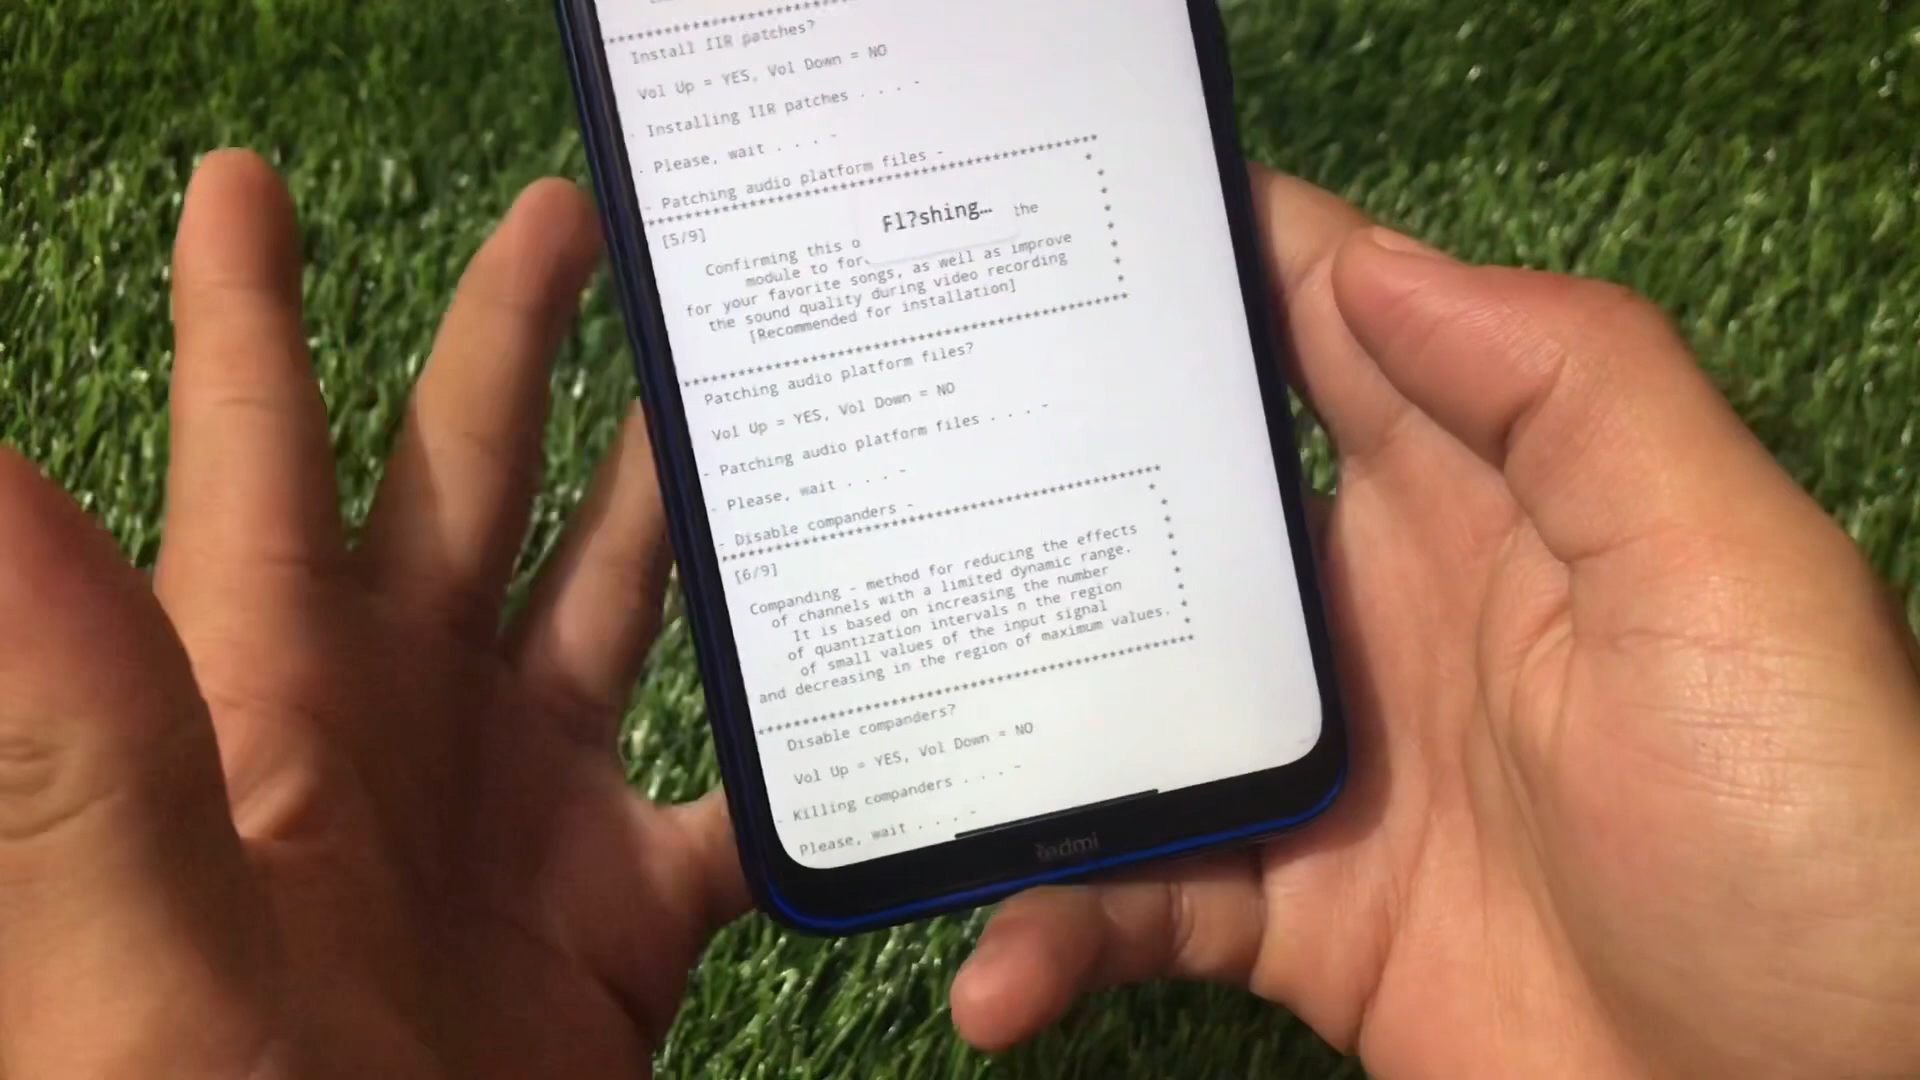 ****************************************
Install IIR patches?
Vol Up = YES, Vol Down = NO
- Installing IIR patches . . . -
- Please, wait . . . -
- Patching audio platform files -
****************************************
[5/9] *
Confirming this o the *
module to for *
for your favorite songs, as well as improve *
the sound quality during video recording *
[Recommended for installation] *
****************************************
Fl?shing…
Patching audio platform files?
Vol Up = YES, Vol Down = NO
- Patching audio platform files . . . -
- Please, wait . . . -
- Disable companders -
****************************************
[6/9] *
Companding - method for reducing the effects *
of channels with a limited dynamic range. *
It is based on increasing the number *
of quantization intervals n the region *
of small values of the input signal *
and decreasing in the region of maximum values. *
****************************************
Disable companders?
Vol Up = YES, Vol Down = NO
- Killing companders . . . -
Please, wait . . . -
Redmi